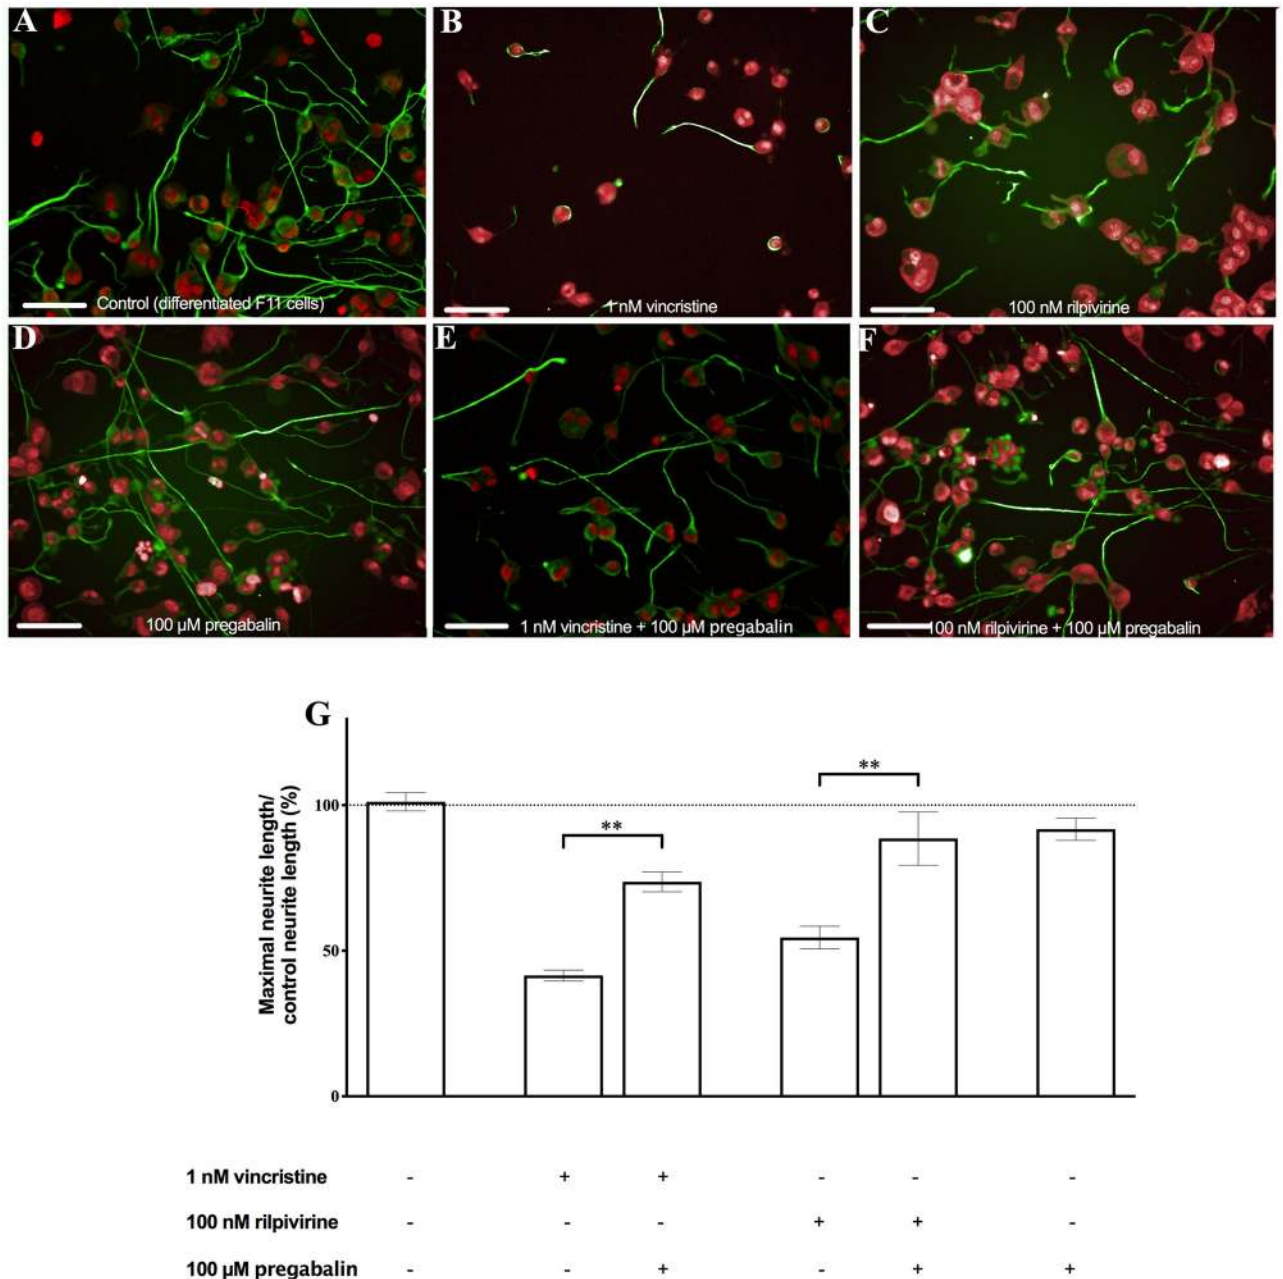 A
B
C
Control (differentiated F11 cells)
1 nM vincristine
100 nM rilpivirine
D
E
F
100 µM pregabalin
1 nM vincristine + 100 µM pregabalin
100 nM rilpivirine + 100 µM pregabalin
G
Maximal neurite length/
control neurite length (%)
100
50
0
**
**
1 nM vincristine - + + - - -
100 nM rilpivirine - - - + + -
100 µM pregabalin - - + - + +